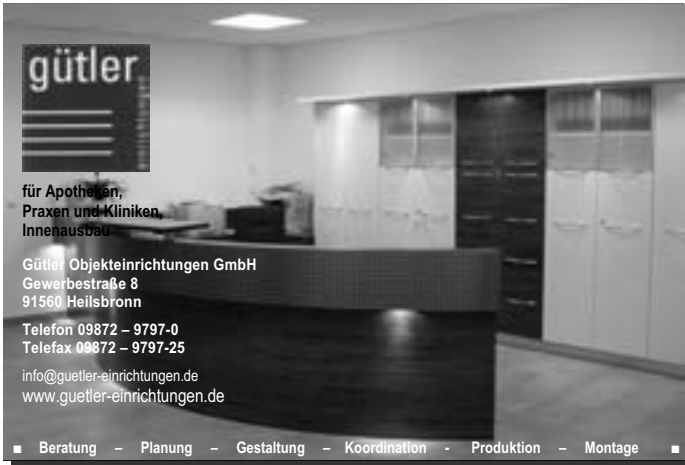 gütler
einrichtungen
für Apotheken,
Praxen und Kliniken,
Innenausbau
Gütler Objekteinrichtungen GmbH
Gewerbestraße 8
91560 Heilsbronn
Telefon 09872 – 9797-0
Telefax 09872 – 9797-25
info@guetler-einrichtungen.de
www.guetler-einrichtungen.de
■ Beratung – Planung – Gestaltung – Koordination - Produktion – Montage ■